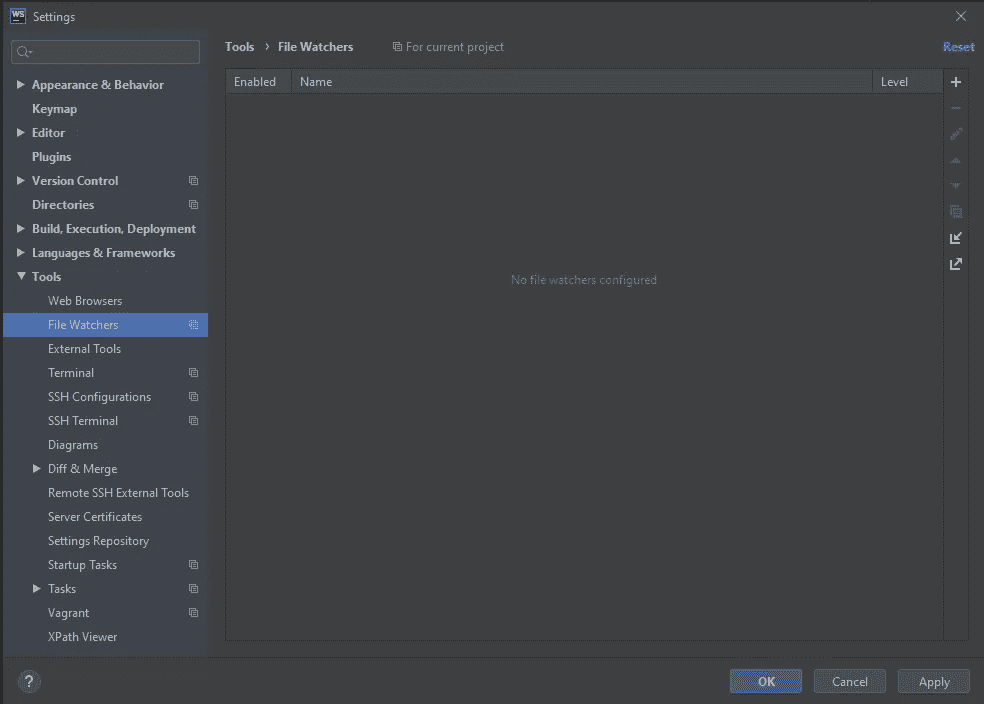 WS Settings
Tools › File Watchers For current project Reset
Enabled Name Level
Appearance & Behavior
Keymap
Editor
Plugins
Version Control
Directories
Build, Execution, Deployment
Languages & Frameworks
Tools
Web Browsers
File Watchers
External Tools
Terminal
SSH Configurations
SSH Terminal
Diagrams
Diff & Merge
Remote SSH External Tools
Server Certificates
Settings Repository
Startup Tasks
Tasks
Vagrant
XPath Viewer
No file watchers configured
?
OK Cancel Apply